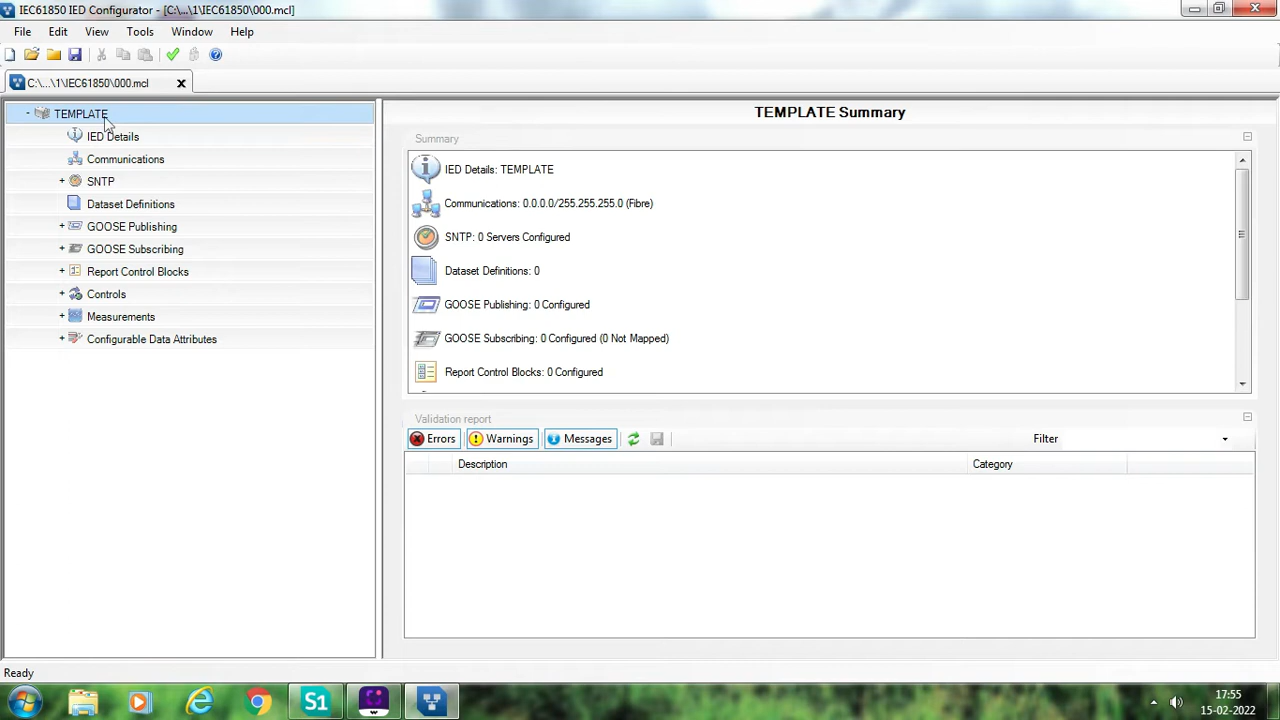 IEC61850 IED Configurator - [C:\...\1\IEC61850\000.mcl]
File Edit View Tools Window Help
C:\...\1\IEC61850\000.mcl
TEMPLATE
IED Details
Communications
SNTP
Dataset Definitions
GOOSE Publishing
GOOSE Subscribing
Report Control Blocks
Controls
Measurements
Configurable Data Attributes
TEMPLATE Summary
Summary
IED Details: TEMPLATE
Communications: 0.0.0.0/255.255.255.0 (Fibre)
SNTP: 0 Servers Configured
Dataset Definitions: 0
GOOSE Publishing: 0 Configured
GOOSE Subscribing: 0 Configured (0 Not Mapped)
Report Control Blocks: 0 Configured
Validation report
Errors Warnings Messages Filter
Description Category
Ready
S1
17:55
15-02-2022